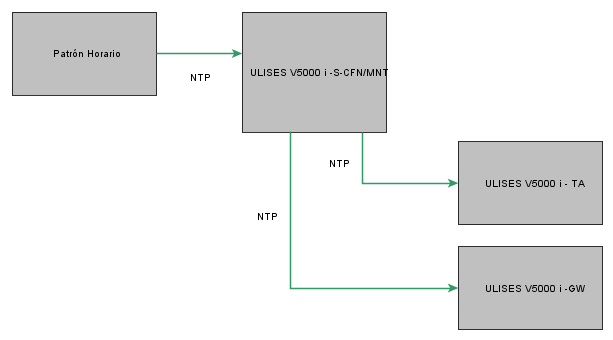 Patrón Horario
NTP
ULISES V5000 i -S-CFN/MNT
NTP
ULISES V5000 i - TA
NTP
ULISES V5000 i -GW